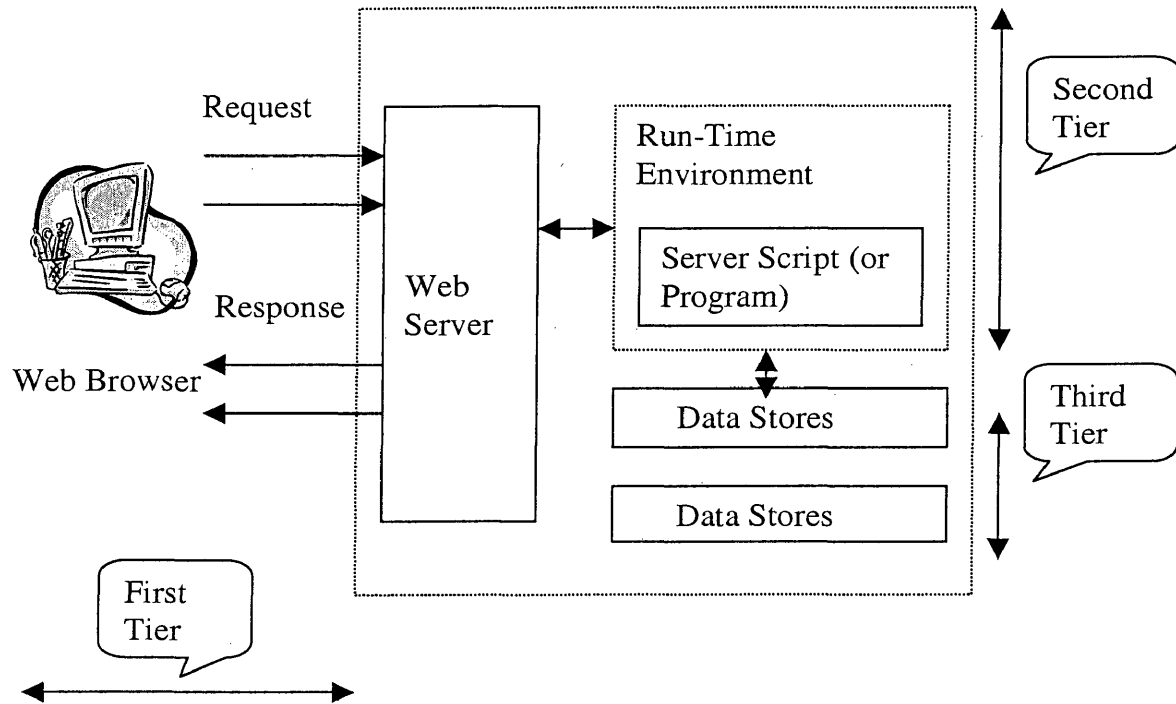 Request
Response
Web Browser
Web
Server
Run-Time
Environment
Server Script (or
Program)
Data Stores
Data Stores
Second
Tier
Third
Tier
First
Tier